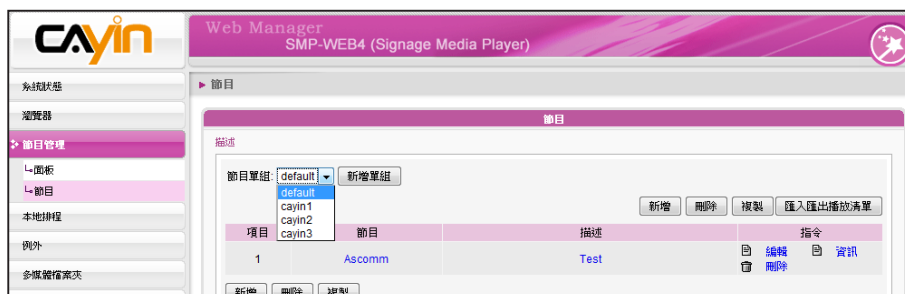 CAYIN
Web Manager
SMP-WEB4 (Signage Media Player)
系統狀態
瀏覽器
節目管理
面板
節目
本地排程
例外
多媒體檔案夾
節目
節目
描述
節目單組: default 新增單組
default
cayin1
cayin2
cayin3
新增 刪除 複製 匯入匯出播放清單
項目 節目 描述 指令
1 Ascomm Test 編輯 資訊
刪除
新增 刪除 複製